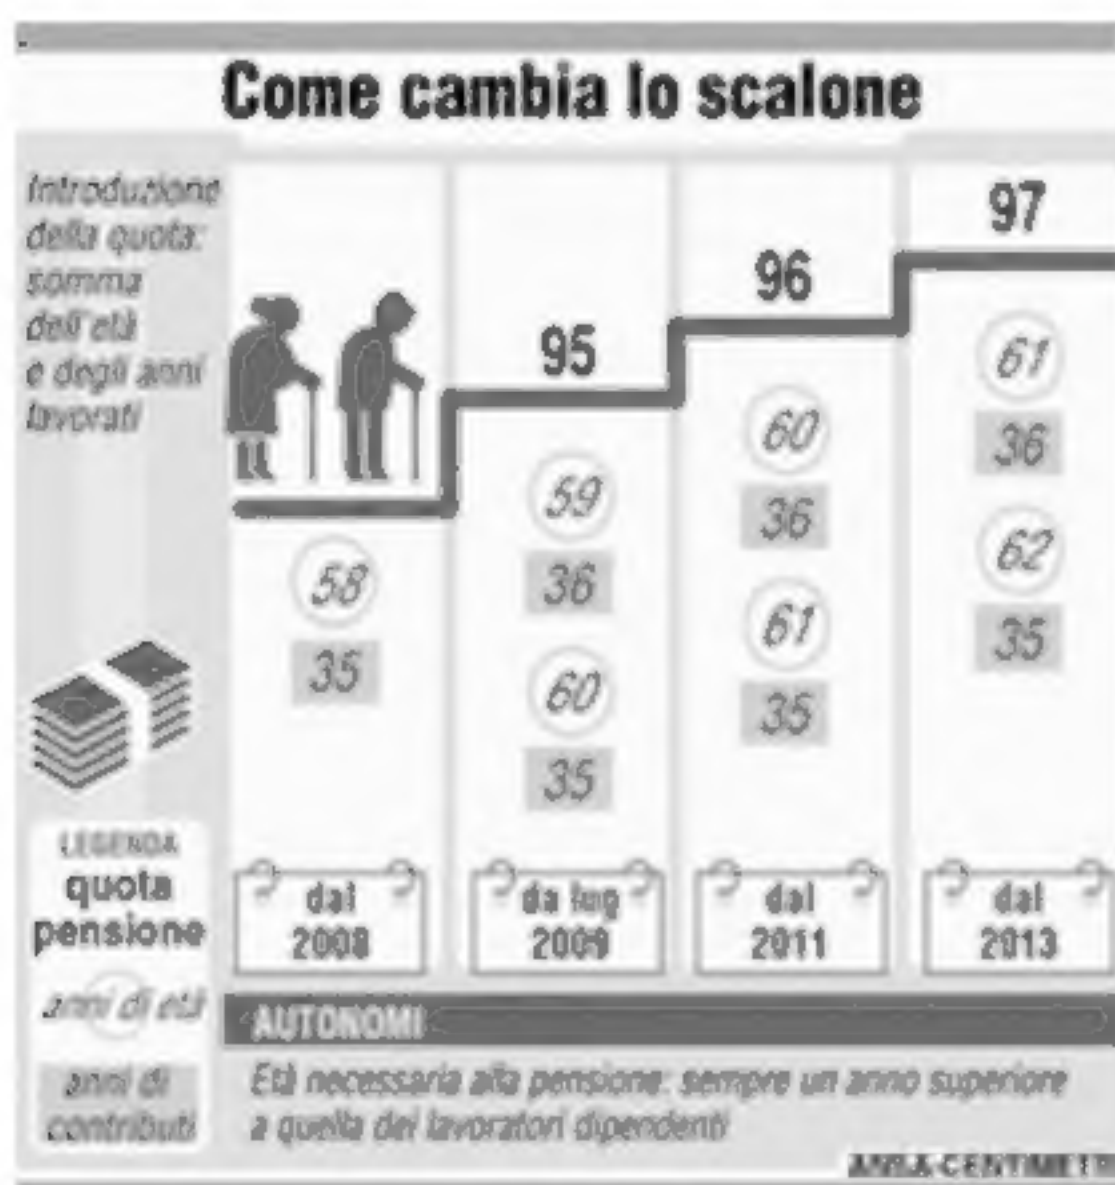 Come cambia lo scalone
Introduzione
della quota:
somma
dell'età
e degli anni
lavorati
95
96
97
58
35
59
36
60
35
60
36
61
35
61
36
62
35
dal
2008
da lug
2009
dal
2011
dal
2013
LEGENDA
quota
pensione
anni di età
anni di
contributi
AUTONOMI
Età necessaria alla pensione: sempre un anno superiore
a quella dei lavoratori dipendenti
ANSA-CENTIMETRI